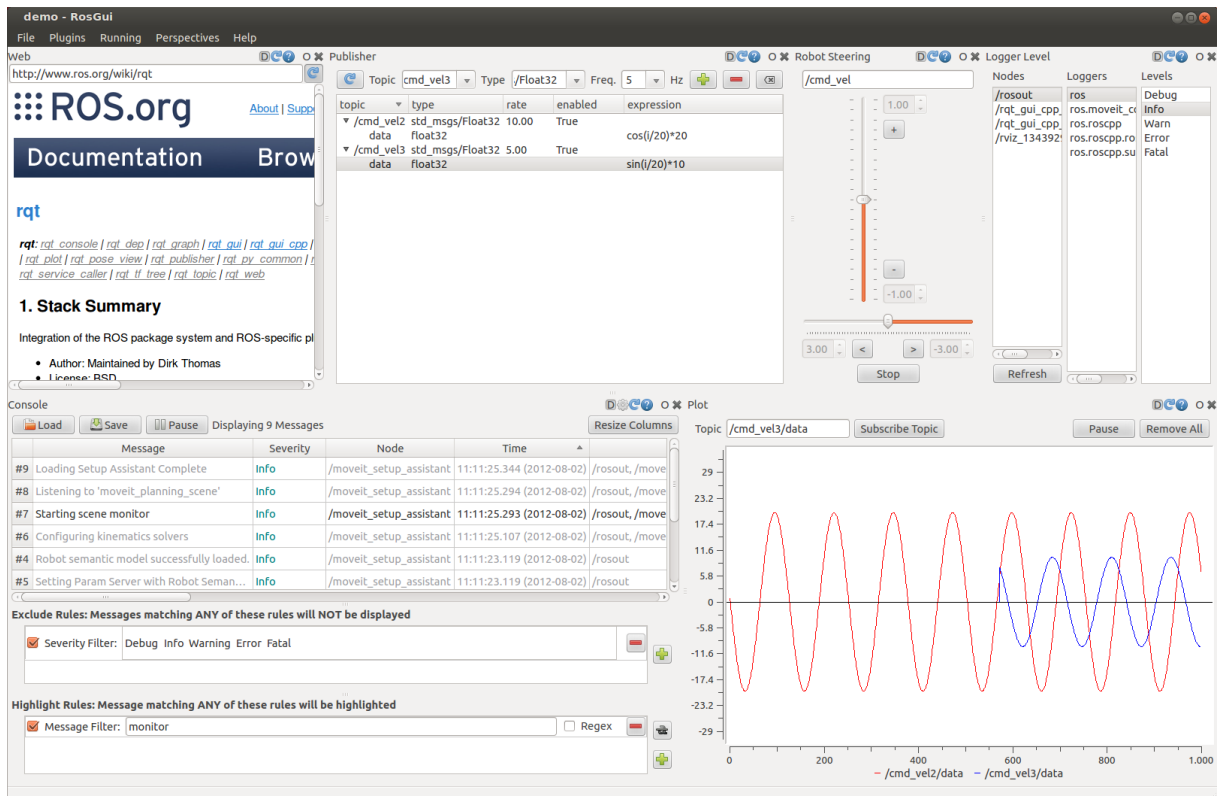 demo - RosGui
File Plugins Running Perspectives Help
Web
http://www.ros.org/wiki/rqt
ROS.org
About | Suppo
Documentation Brow
rqt
rqt: rqt_console | rqt_dep | rqt_graph | rqt_gui | rqt_gui_cpp |
| rqt_plot | rqt_pose_view | rqt_publisher | rqt_py_common |
rqt_service_caller | rqt_tf_tree | rqt_topic | rqt_web
1. Stack Summary
Integration of the ROS package system and ROS-specific pl
Author: Maintained by Dirk Thomas
License: BSD
Publisher
Topic cmd_vel3 Type /Float32 Freq. 5 Hz
topic type rate enabled expression
/cmd_vel2 std_msgs/Float32 10.00 True
data float32 cos(i/20)*20
/cmd_vel3 std_msgs/Float32 5.00 True
data float32 sin(i/20)*10
Robot Steering
/cmd_vel
1.00
+
-
-1.00
3.00 < > -3.00
Stop
Logger Level
Nodes Loggers Levels
/rosout ros Debug
/rqt_gui_cpp_ ros.moveit_co Info
/rqt_gui_cpp_ ros.roscpp Warn
/rviz_1343929 ros.roscpp.ro Error
ros.roscpp.su Fatal
Refresh
Console
Load Save Pause Displaying 9 Messages Resize Columns
Message Severity Node Time
#9 Loading Setup Assistant Complete Info /moveit_setup_assistant 11:11:25.344 (2012-08-02) /rosout, /move
#8 Listening to 'moveit_planning_scene' Info /moveit_setup_assistant 11:11:25.294 (2012-08-02) /rosout, /move
#7 Starting scene monitor Info /moveit_setup_assistant 11:11:25.293 (2012-08-02) /rosout, /move
#6 Configuring kinematics solvers Info /moveit_setup_assistant 11:11:25.107 (2012-08-02) /rosout, /move
#4 Robot semantic model successfully loaded. Info /moveit_setup_assistant 11:11:23.119 (2012-08-02) /rosout
#5 Setting Param Server with Robot Seman... Info /moveit_setup_assistant 11:11:23.119 (2012-08-02) /rosout
Exclude Rules: Messages matching ANY of these rules will NOT be displayed
Severity Filter: Debug Info Warning Error Fatal
Highlight Rules: Message matching ANY of these rules will be highlighted
Message Filter: monitor Regex
Plot
Topic /cmd_vel3/data Subscribe Topic Pause Remove All
29
23.2
17.4
11.6
5.8
0
-5.8
-11.6
-17.4
-23.2
-29
0 200 400 600 800 1.000
/cmd_vel2/data /cmd_vel3/data